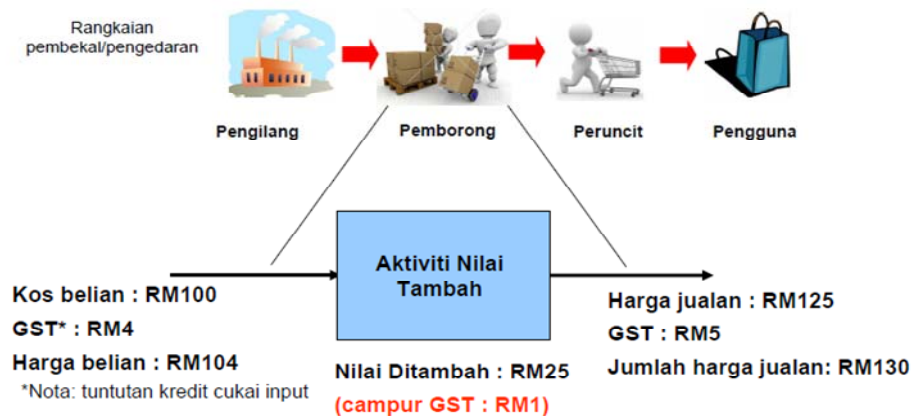 Rangkaian
pembekal/pengedaran
Pengilang
Pemborong
Peruncit
Pengguna
Aktiviti Nilai
Tambah
Kos belian : RM100
GST* : RM4
Harga belian : RM104
*Nota: tuntutan kredit cukai input
Nilai Ditambah : RM25
(campur GST : RM1)
Harga jualan : RM125
GST : RM5
Jumlah harga jualan: RM130